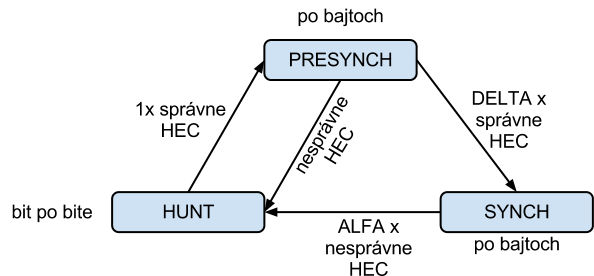 po bajtoch
PRESYNCH
1x správne
HEC
nesprávne
HEC
DELTA x
správne
HEC
bit po bite
HUNT
ALFA x
nesprávne
HEC
SYNCH
po bajtoch